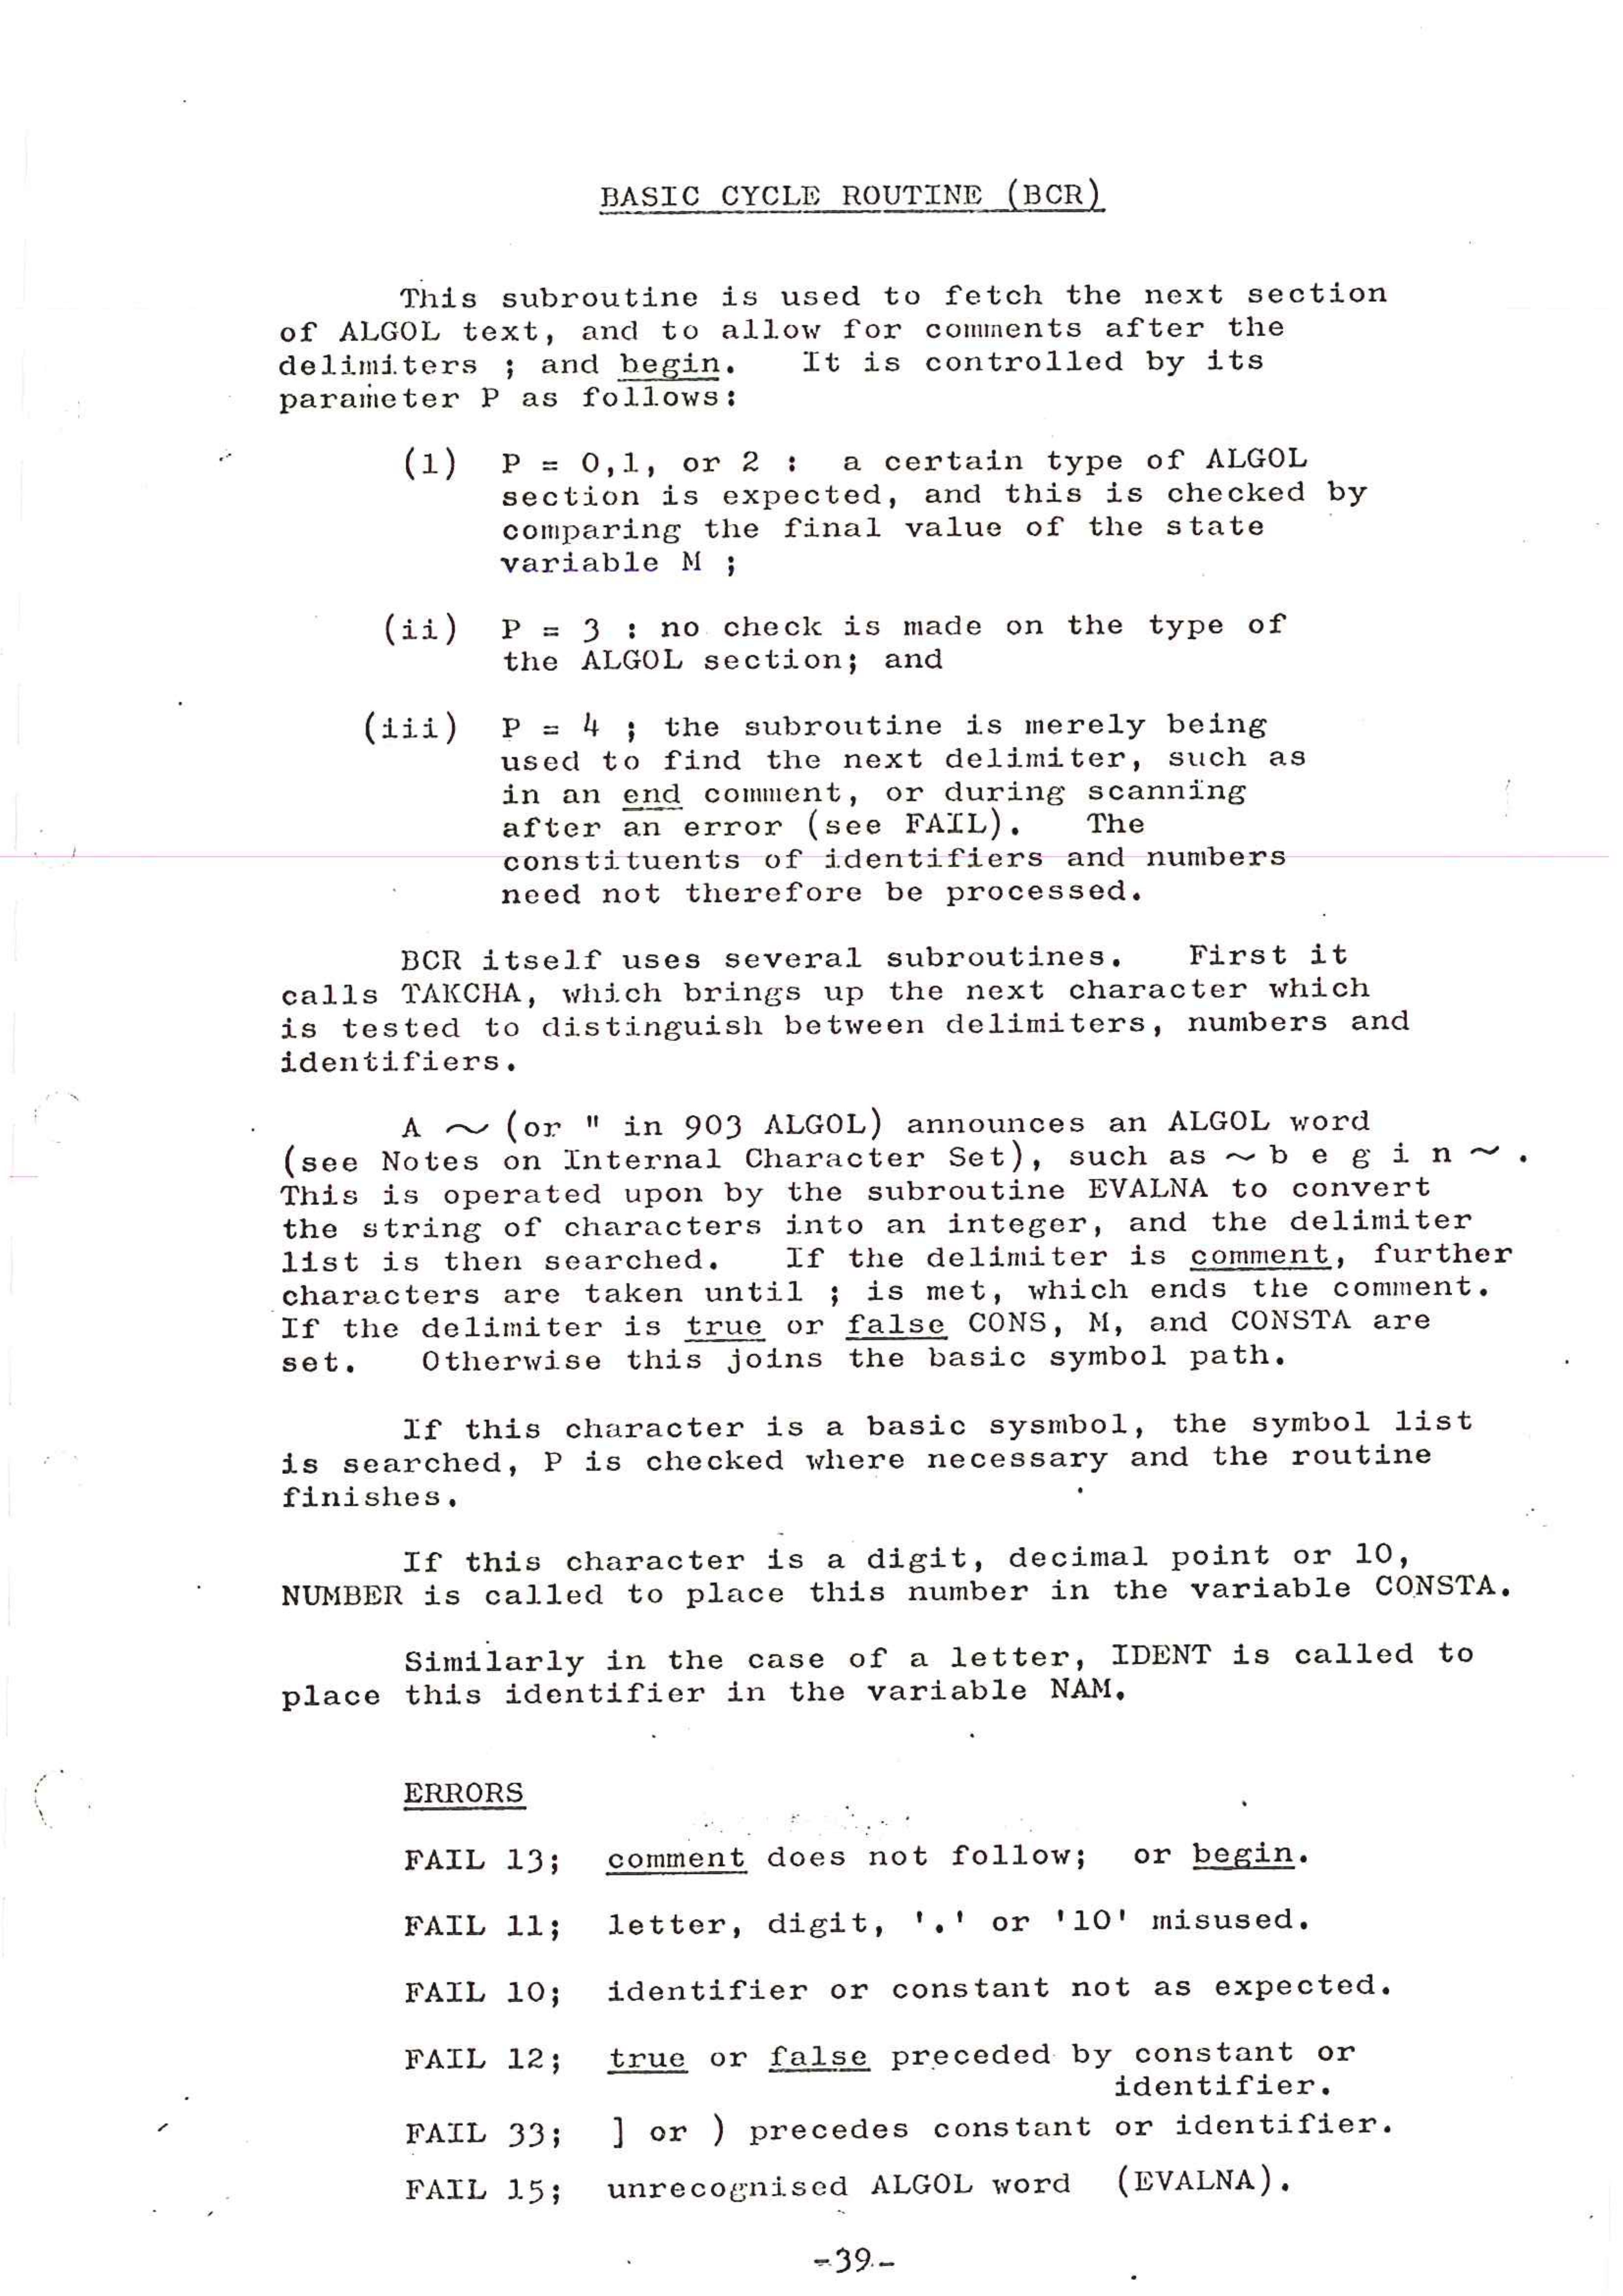 BASIC CYCLE ROUTINE (BCR)
This subroutine is used to fetch the next section
of ALGOL text, and to allow for comments after the
delimiters ; and begin. It is controlled by its
parameter P as follows:
(1) P = 0,1, or 2 : a certain type of ALGOL
section is expected, and this is checked by
comparing the final value of the state
variable M ;
(ii) P = 3 : no check is made on the type of
the ALGOL section; and
(iii) P = 4 ; the subroutine is merely being
used to find the next delimiter, such as
in an end comment, or during scanning
after an error (see FAIL). The
constituents of identifiers and numbers
need not therefore be processed.
BCR itself uses several subroutines. First it
calls TAKCHA, which brings up the next character which
is tested to distinguish between delimiters, numbers and
identifiers.
A ~ (or " in 903 ALGOL) announces an ALGOL word
(see Notes on Internal Character Set), such as ~ b e g i n ~ .
This is operated upon by the subroutine EVALNA to convert
the string of characters into an integer, and the delimiter
list is then searched. If the delimiter is comment, further
characters are taken until ; is met, which ends the comment.
If the delimiter is true or false CONS, M, and CONSTA are
set. Otherwise this joins the basic symbol path.
If this character is a basic sysmbol, the symbol list
is searched, P is checked where necessary and the routine
finishes.
If this character is a digit, decimal point or 10,
NUMBER is called to place this number in the variable CONSTA.
Similarly in the case of a letter, IDENT is called to
place this identifier in the variable NAM.
ERRORS
FAIL 13; comment does not follow; or begin.
FAIL 11; letter, digit, '.' or '10' misused.
FAIL 10; identifier or constant not as expected.
FAIL 12; true or false preceded by constant or
identifier.
FAIL 33; ] or ) precedes constant or identifier.
FAIL 15; unrecognised ALGOL word (EVALNA).
-39-